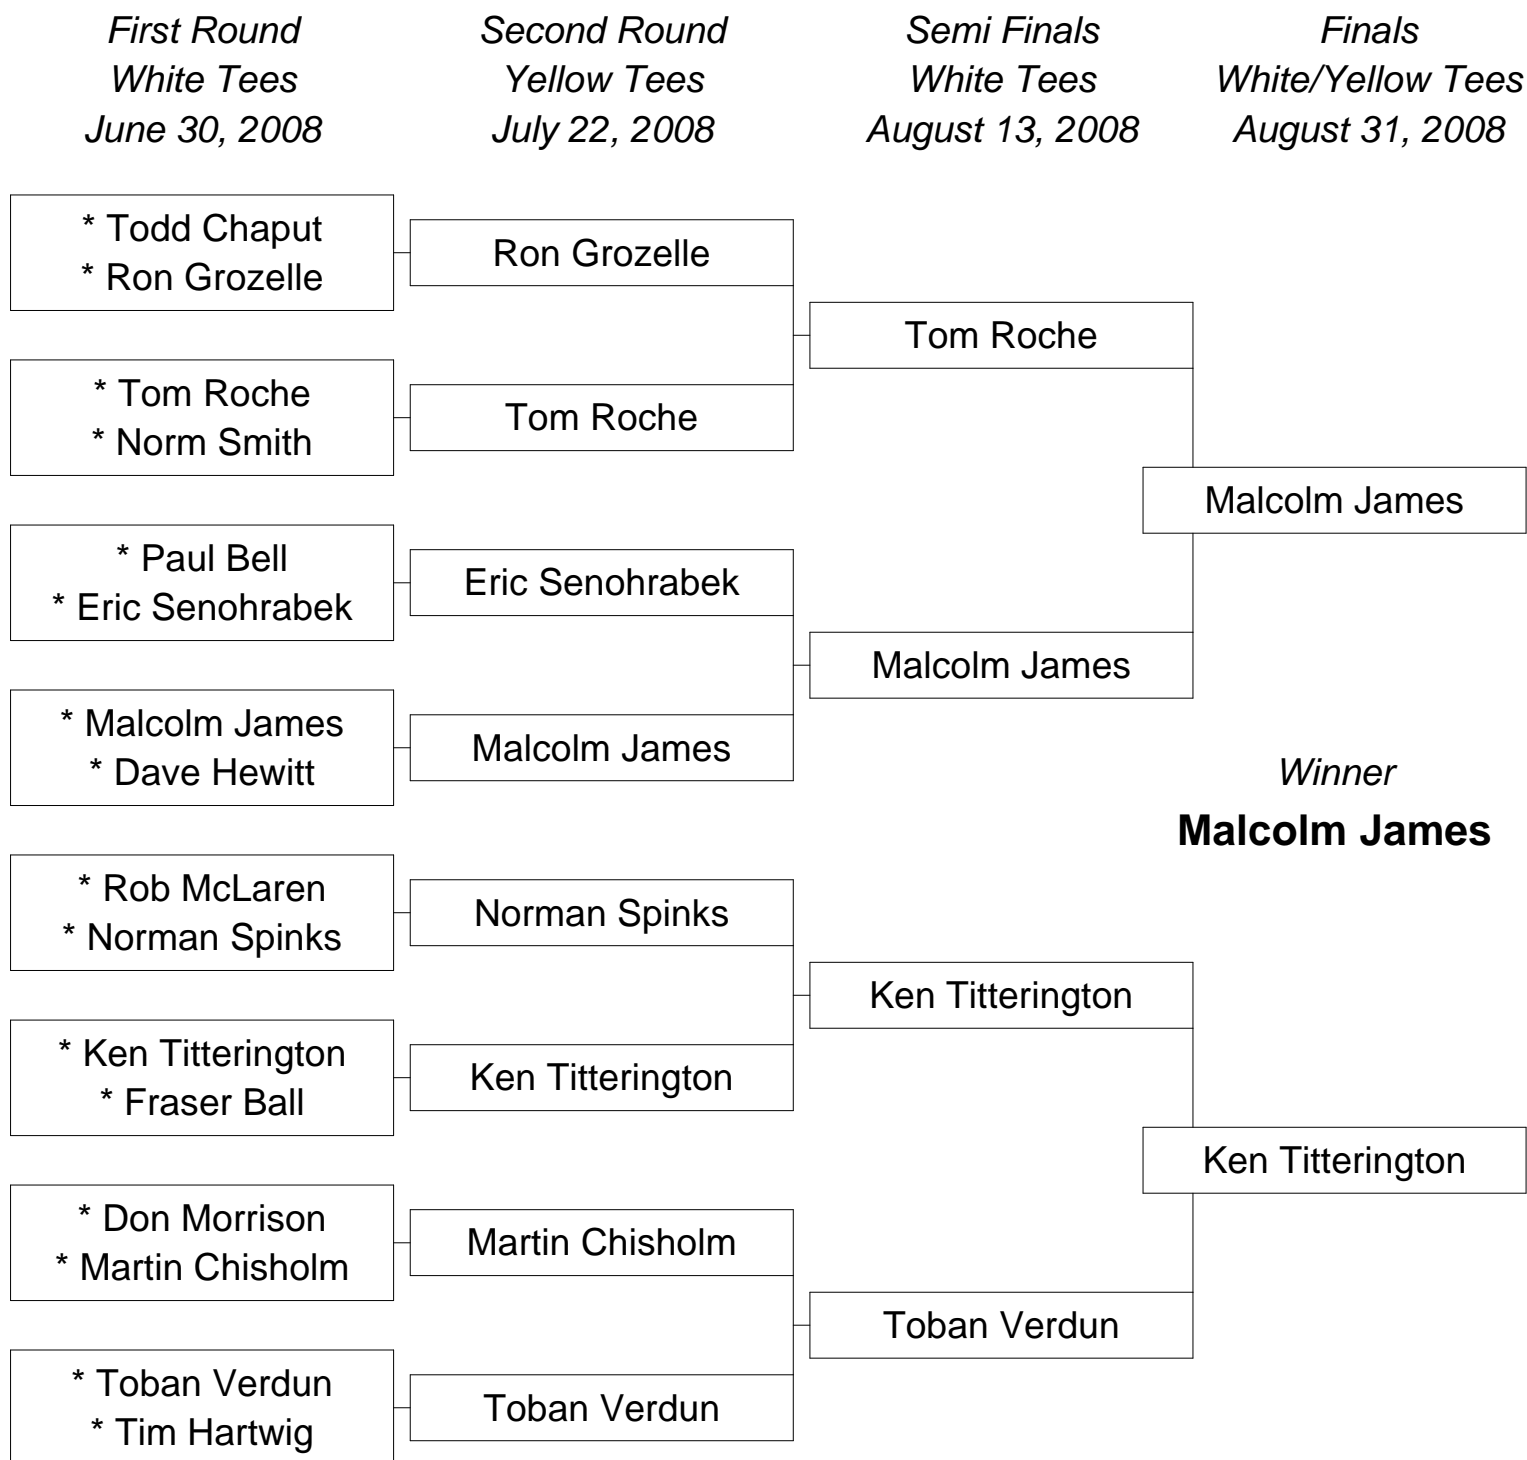 First Round
White Tees
June 30, 2008
Second Round
Yellow Tees
July 22, 2008
Semi Finals
White Tees
August 13, 2008
Finals
White/Yellow Tees
August 31, 2008
* Todd Chaput
* Ron Grozelle
* Tom Roche
* Norm Smith
* Paul Bell
* Eric Senohrabek
* Malcolm James
* Dave Hewitt
* Rob McLaren
* Norman Spinks
* Ken Titterington
* Fraser Ball
* Don Morrison
* Martin Chisholm
* Toban Verdun
* Tim Hartwig
Ron Grozelle
Tom Roche
Eric Senohrabek
Malcolm James
Norman Spinks
Ken Titterington
Martin Chisholm
Toban Verdun
Tom Roche
Malcolm James
Ken Titterington
Toban Verdun
Malcolm James
Winner
Malcolm James
Ken Titterington